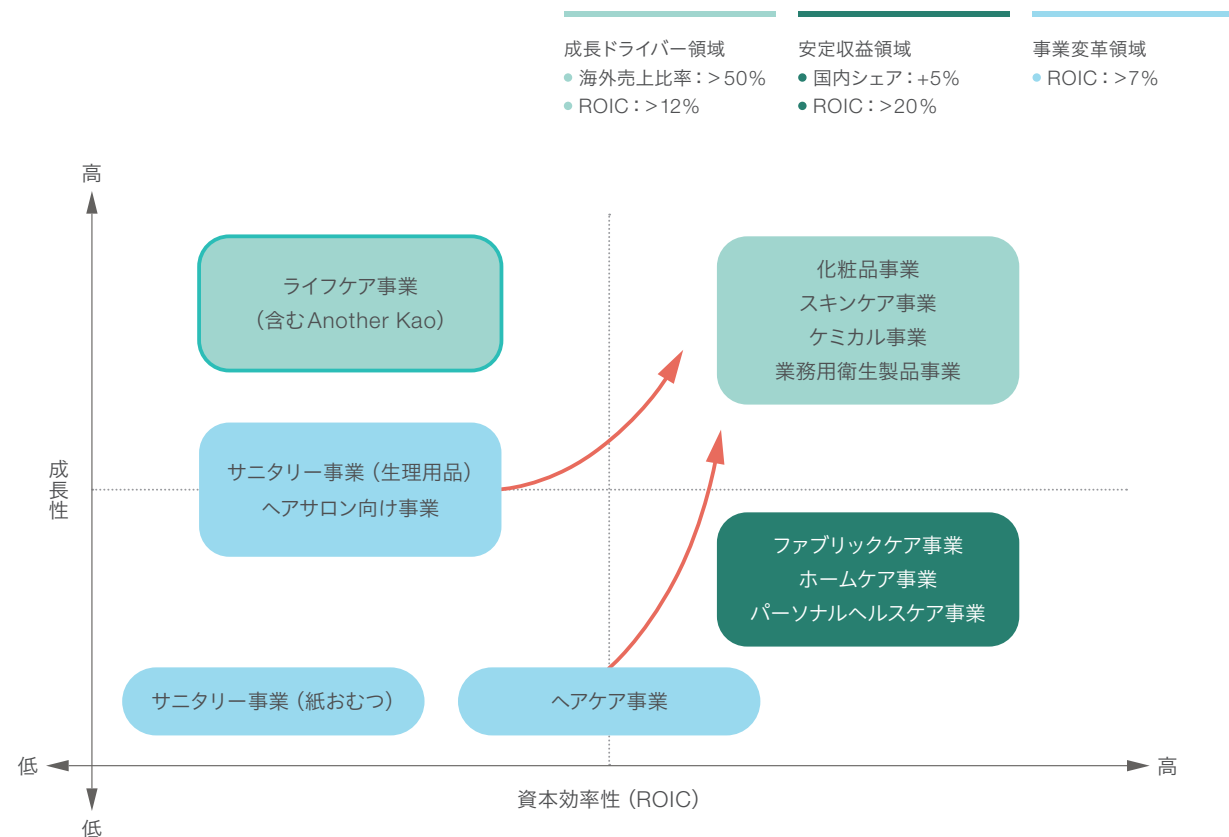 成長ドライバー領域
● 海外売上比率：>50%
● ROIC：>12%
安定収益領域
● 国内シェア：+5%
● ROIC：>20%
事業変革領域
● ROIC：>7%
高
ライフケア事業
（含むAnother Kao）
化粧品事業
スキンケア事業
ケミカル事業
業務用衛生製品事業
成長性
サニタリー事業（生理用品）
ヘアサロン向け事業
ファブリックケア事業
ホームケア事業
パーソナルヘルスケア事業
サニタリー事業（紙おむつ）
ヘアケア事業
低
高
資本効率性（ROIC）
低